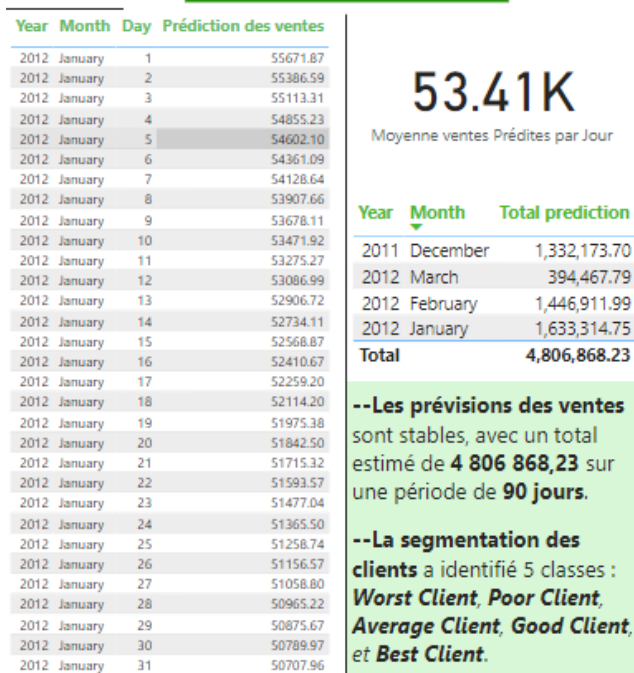 Year Month Day Prédiction des ventes
2012 January 1 55671.87
2012 January 2 55386.59
2012 January 3 55113.31
2012 January 4 54855.23
2012 January 5 54602.10
2012 January 6 54361.09
2012 January 7 54128.64
2012 January 8 53907.66
2012 January 9 53678.11
2012 January 10 53471.92
2012 January 11 53275.27
2012 January 12 53086.99
2012 January 13 52906.72
2012 January 14 52734.11
2012 January 15 52568.87
2012 January 16 52410.67
2012 January 17 52259.20
2012 January 18 52114.20
2012 January 19 51975.38
2012 January 20 51842.50
2012 January 21 51715.32
2012 January 22 51593.57
2012 January 23 51477.04
2012 January 24 51365.50
2012 January 25 51258.74
2012 January 26 51156.57
2012 January 27 51058.80
2012 January 28 50965.22
2012 January 29 50875.67
2012 January 30 50789.97
2012 January 31 50707.96
53.41K
Moyenne ventes Prédites par Jour
Year Month Total prediction
2011 December 1,332,173.70
2012 March 394,467.79
2012 February 1,446,911.99
2012 January 1,633,314.75
Total 4,806,868.23
--Les prévisions des ventes
sont stables, avec un total
estimé de 4 806 868,23 sur
une période de 90 jours.
--La segmentation des
clients a identifié 5 classes :
Worst Client, Poor Client,
Average Client, Good Client,
et Best Client.